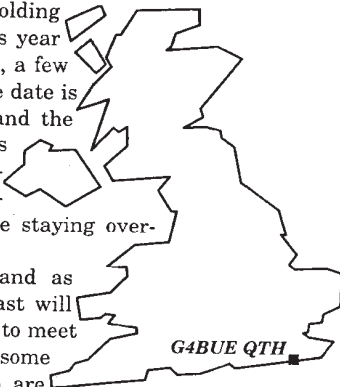 olding
s year
, a few
e date is
and the
s
e staying over-
and as
ast will
to meet
G4BUE QTH
some
are